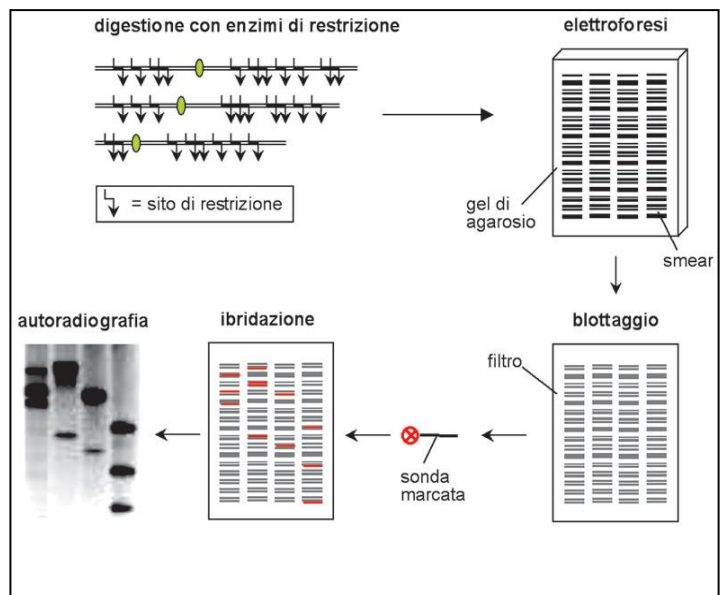 digestione con enzimi di restrizione
elettroforesi
= sito di restrizione
gel di
agarosio
smear
autoradiografia
ibridazione
blottaggio
filtro
sonda
marcata